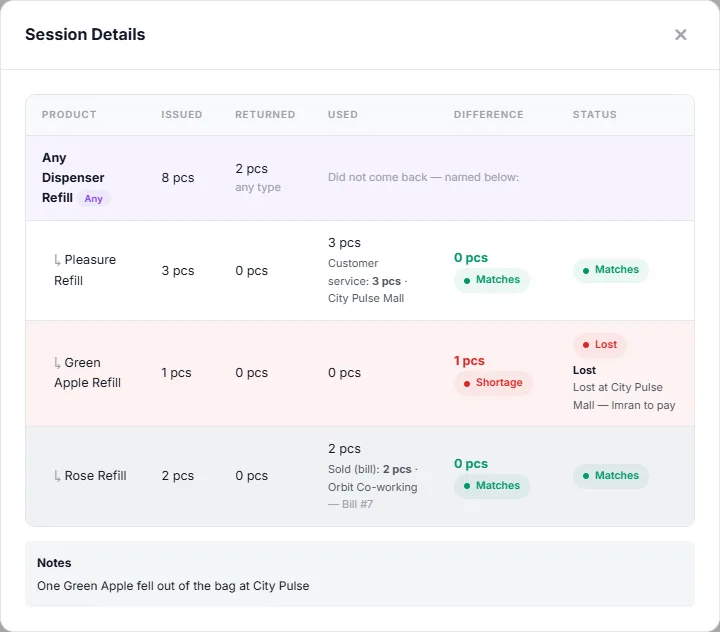 Session Details
PRODUCT ISSUED RETURNED USED DIFFERENCE STATUS
Any
Dispenser
Refill Any
8 pcs
2 pcs
any type
Did not come back — named below:
↳ Pleasure
Refill
3 pcs
0 pcs
3 pcs
Customer
service: 3 pcs ·
City Pulse Mall
0 pcs
Matches
Matches
↳ Green
Apple Refill
1 pcs
0 pcs
0 pcs
1 pcs
Shortage
Lost
Lost
Lost at City Pulse
Mall — Imran to pay
↳ Rose Refill
2 pcs
0 pcs
2 pcs
Sold (bill): 2 pcs ·
Orbit Co-working
— Bill #7
0 pcs
Matches
Matches
Notes
One Green Apple fell out of the bag at City Pulse